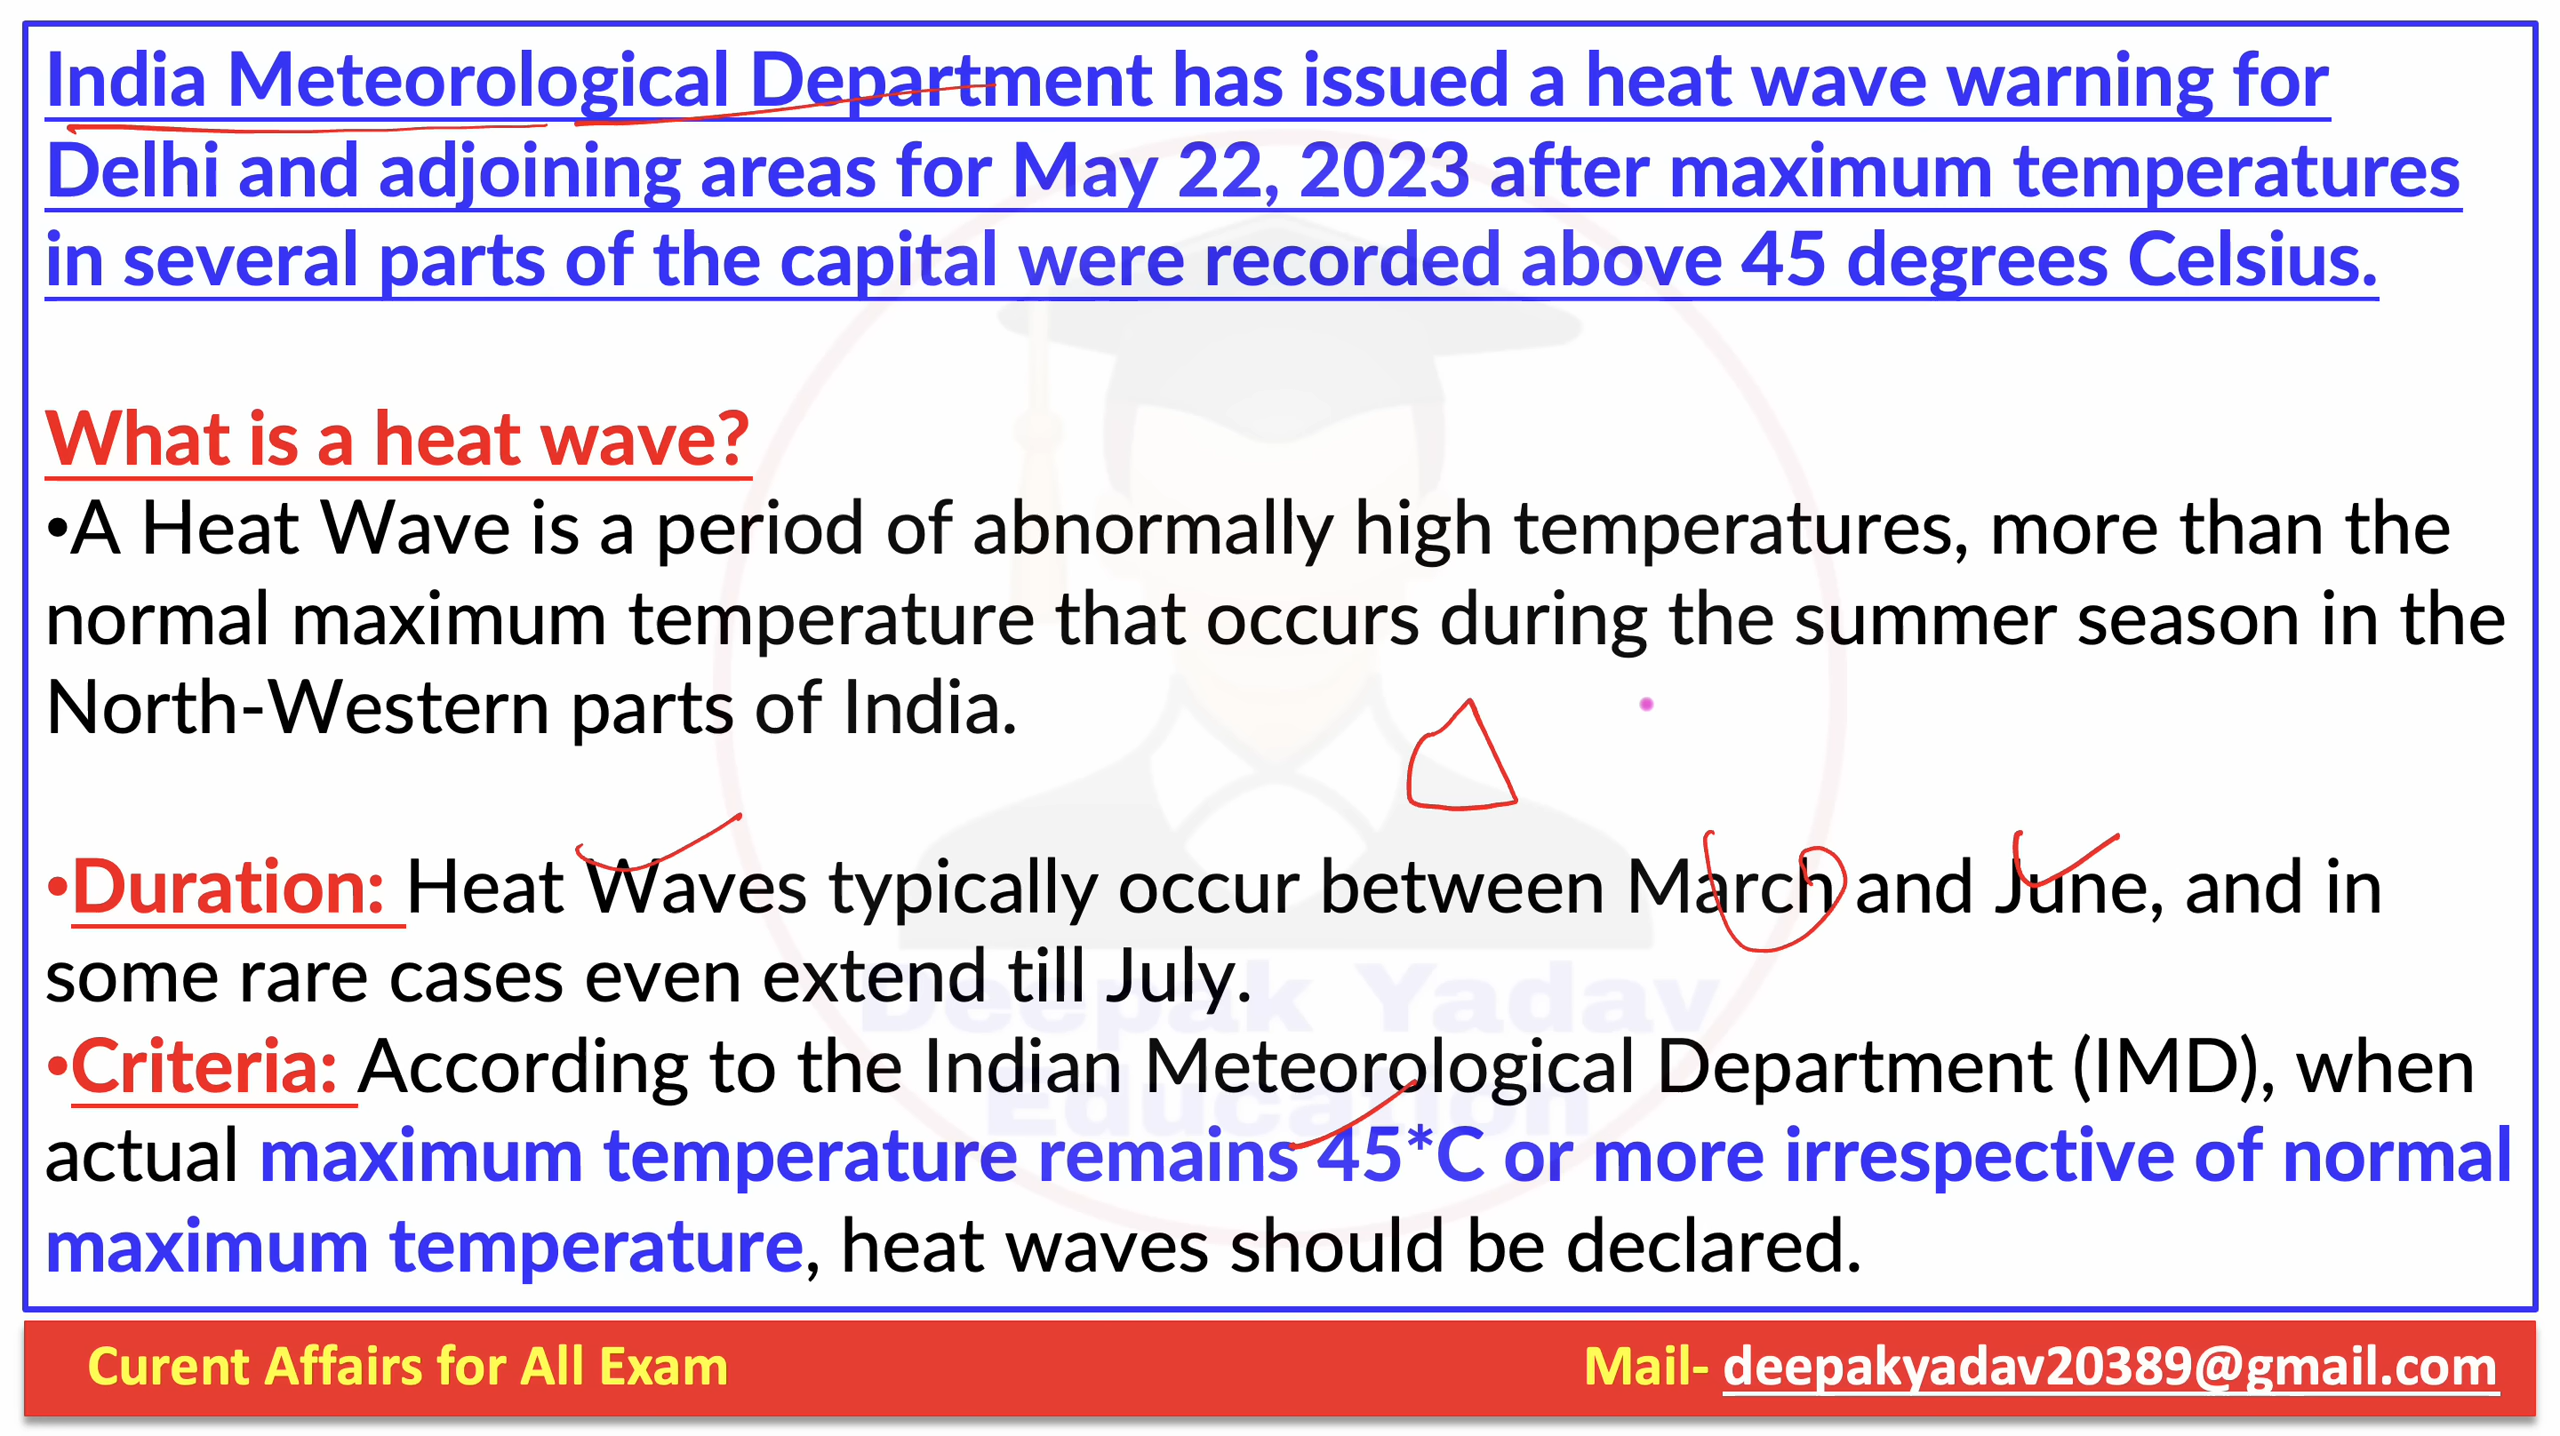 India Meteorological Department has issued a heat wave warning for
Delhi and adjoining areas for May 22, 2023 after maximum temperatures
in several parts of the capital were recorded above 45 degrees Celsius.
What is a heat wave?
•A Heat Wave is a period of abnormally high temperatures, more than the
normal maximum temperature that occurs during the summer season in the
North-Western parts of India.
•Duration: Heat Waves typically occur between March and June, and in
some rare cases even extend till July.
•Criteria: According to the Indian Meteorological Department (IMD), when
actual maximum temperature remains 45*C or more irrespective of normal
maximum temperature, heat waves should be declared.
Deepak Yadav
Education
Curent Affairs for All Exam
Mail- deepakyadav20389@gmail.com